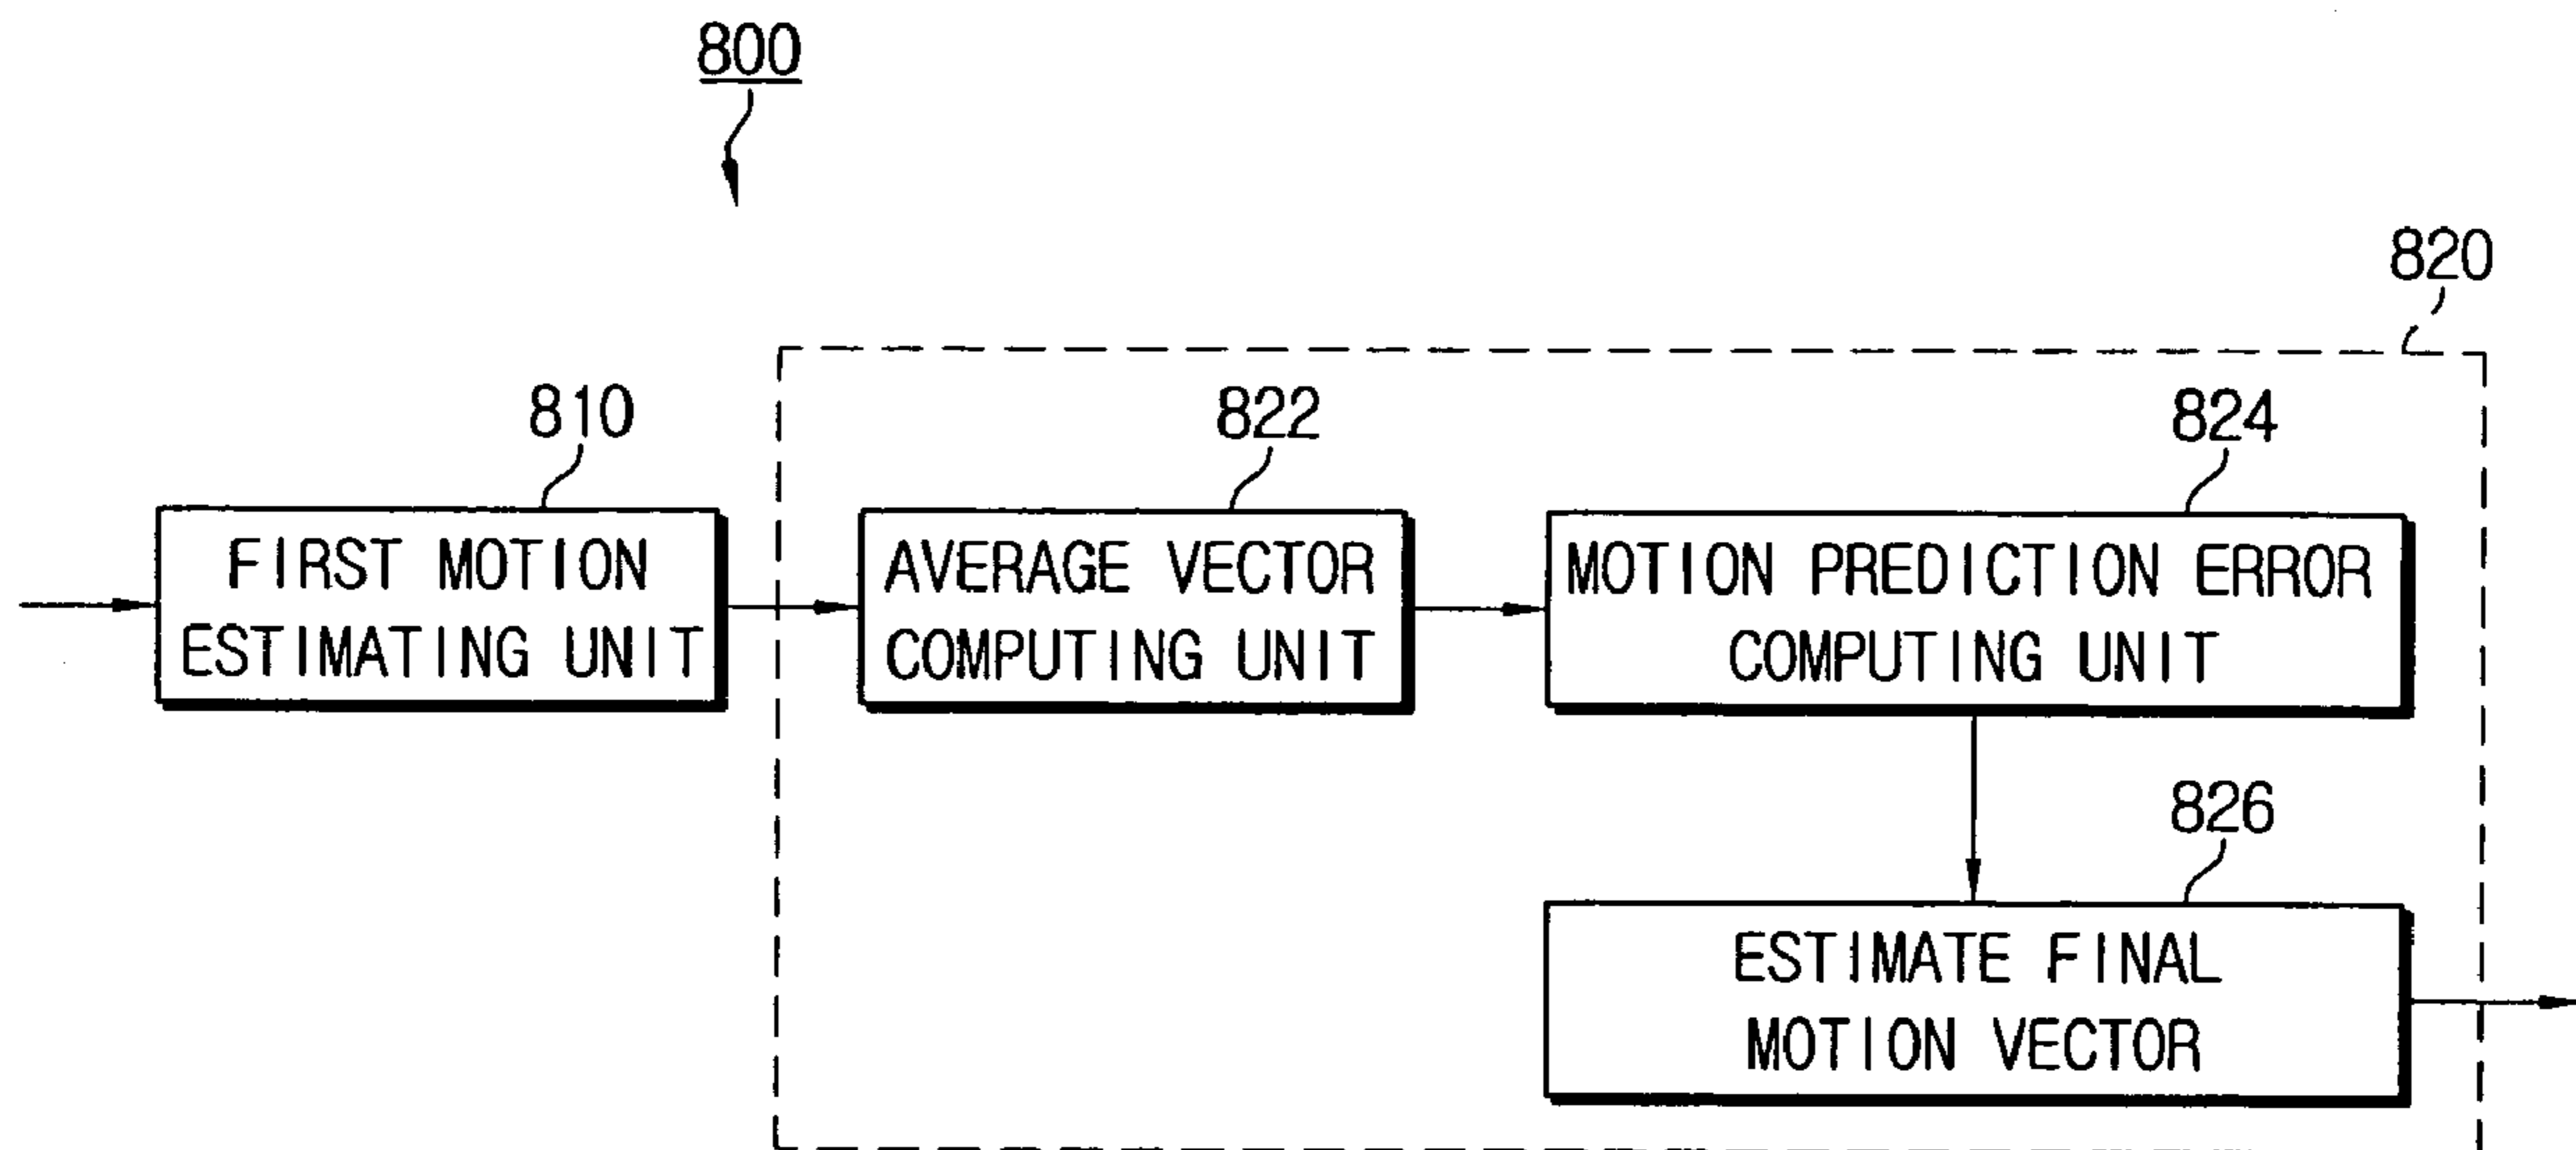 800
820
810
822
824
FIRST MOTION
ESTIMATING UNIT
AVERAGE VECTOR
COMPUTING UNIT
MOTION PREDICTION ERROR
COMPUTING UNIT
826
ESTIMATE FINAL
MOTION VECTOR